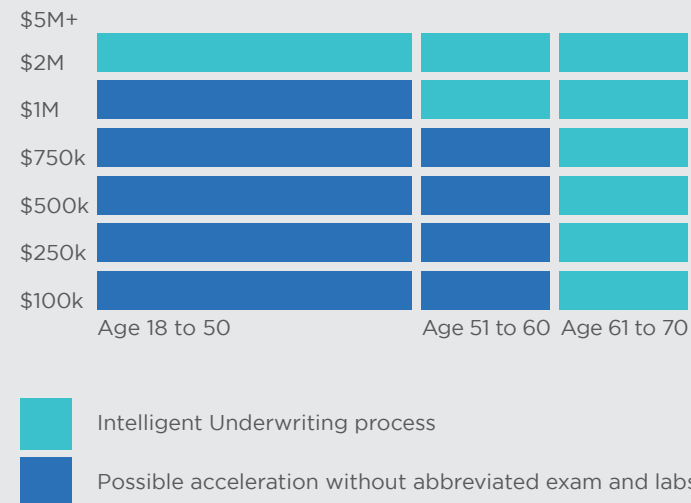 $5M+
$2M
$1M
$750k
$500k
$250k
$100k
Age 18 to 50 Age 51 to 60 Age 61 to 70
Intelligent Underwriting process
Possible acceleration without abbreviated exam and labs